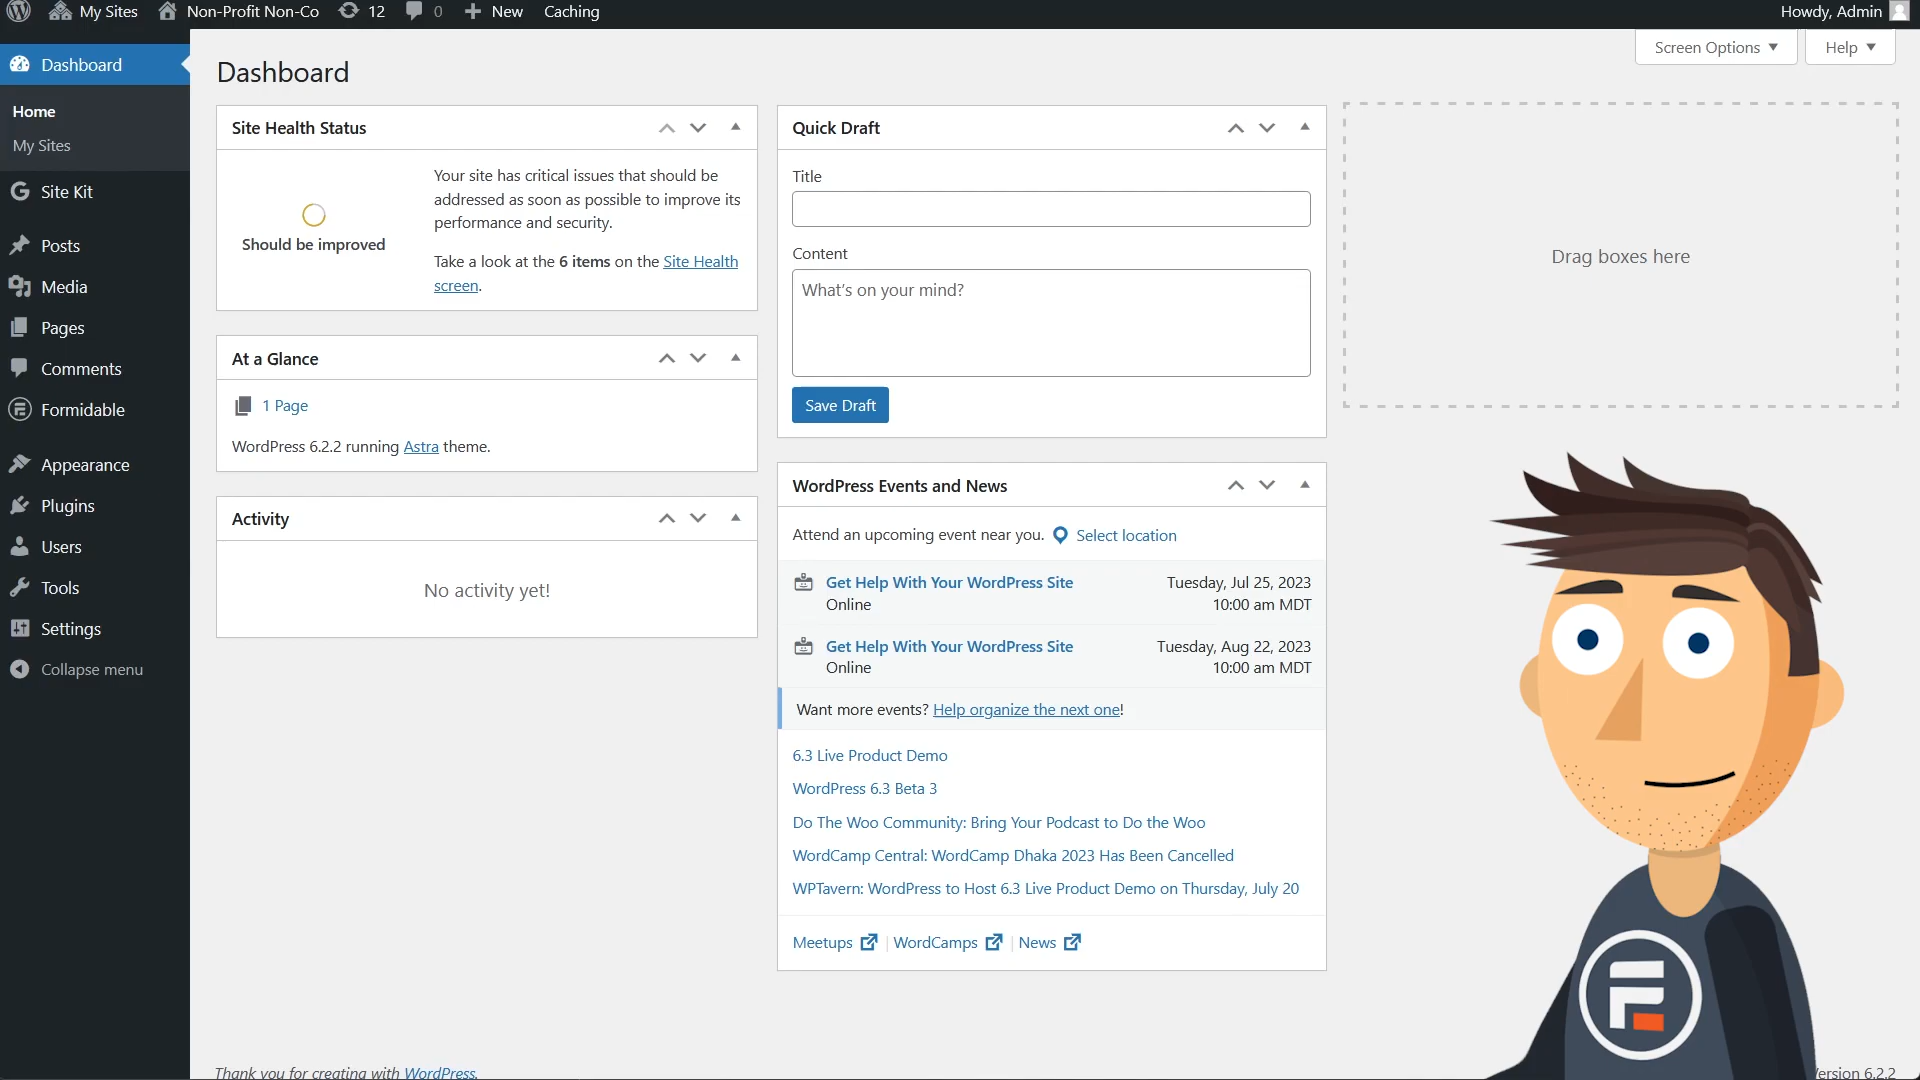 My Sites
Non-Profit Non-Co
12
0
New
Caching
Howdy, Admin
Dashboard
Home
My Sites
Site Kit
Posts
Media
Pages
Comments
Formidable
Appearance
Plugins
Users
Tools
Settings
Collapse menu
Screen Options
Help
Dashboard
Site Health Status
Should be improved
Your site has critical issues that should be
addressed as soon as possible to improve its
performance and security.
Take a look at the 6 items on the Site Health
screen.
At a Glance
1 Page
WordPress 6.2.2 running Astra theme.
Activity
No activity yet!
Quick Draft
Title
Content
What's on your mind?
Save Draft
WordPress Events and News
Attend an upcoming event near you. Select location
Get Help With Your WordPress Site Tuesday, Jul 25, 2023
Online 10:00 am MDT
Get Help With Your WordPress Site Tuesday, Aug 22, 2023
Online 10:00 am MDT
Want more events? Help organize the next one!
6.3 Live Product Demo
WordPress 6.3 Beta 3
Do The Woo Community: Bring Your Podcast to Do the Woo
WordCamp Central: WordCamp Dhaka 2023 Has Been Cancelled
WPTavern: WordPress to Host 6.3 Live Product Demo on Thursday, July 20
Meetups | WordCamps | News
Drag boxes here
Thank you for creating with WordPress.
Version 6.2.2